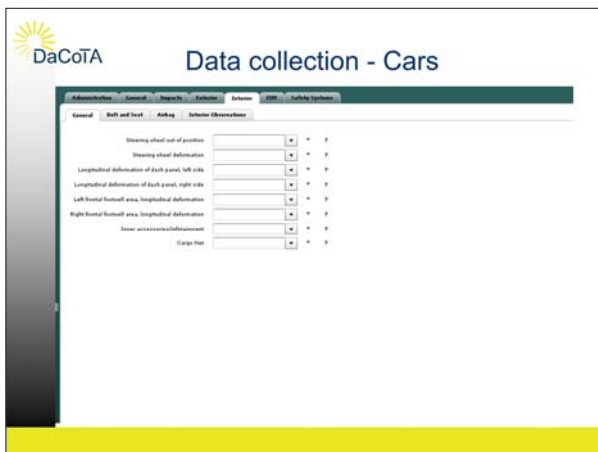 DaCoTA
Data collection - Cars
Administration General Impacts Exterior Interior EDR Safety Systems
General Belt and Seat Airbag Interior Observations
Steering wheel out of position * ?
Steering wheel deformation * ?
Longitudinal deformation of dash panel, left side * ?
Longitudinal deformation of dash panel, right side * ?
Left frontal footwell area, longitudinal deformation * ?
Right frontal footwell area, longitudinal deformation * ?
Inner accessories/infotainment * ?
Cargo Net * ?